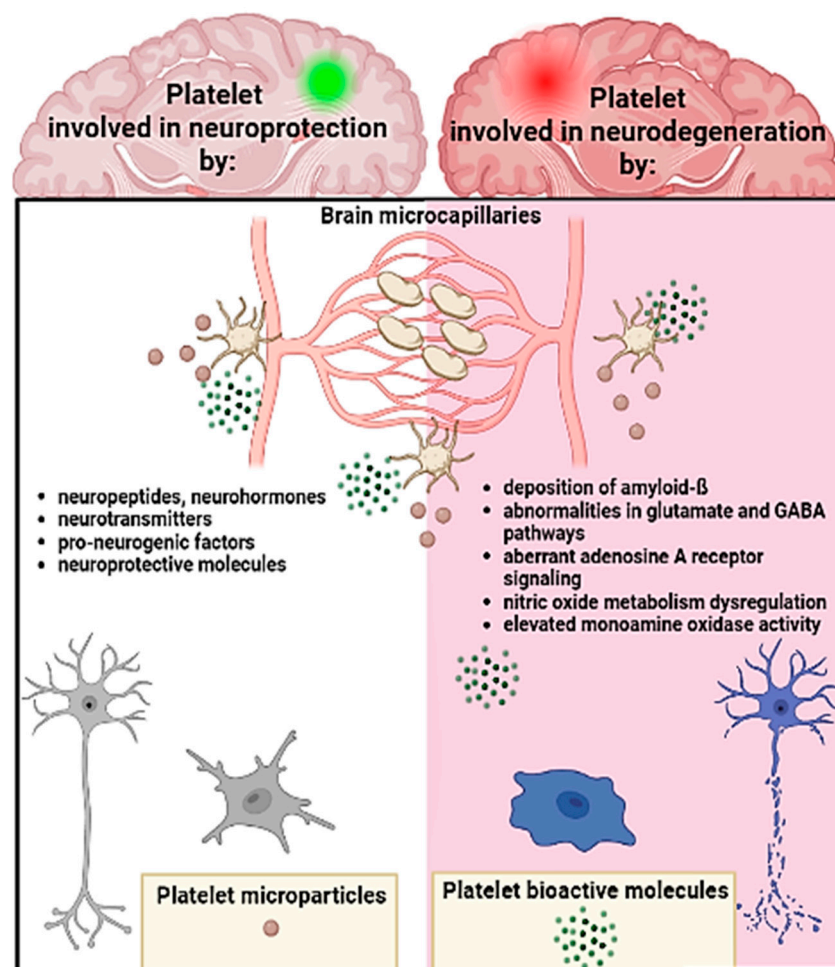 Platelet
involved in neuroprotection
by:
Platelet
involved in neurodegeneration
by:
Brain microcapillaries
• neuropeptides, neurohormones
• neurotransmitters
• pro-neurogenic factors
• neuroprotective molecules
• deposition of amyloid-ß
• abnormalities in glutamate and GABA
pathways
• aberrant adenosine A receptor
signaling
• nitric oxide metabolism dysregulation
• elevated monoamine oxidase activity
Platelet microparticles
Platelet bioactive molecules